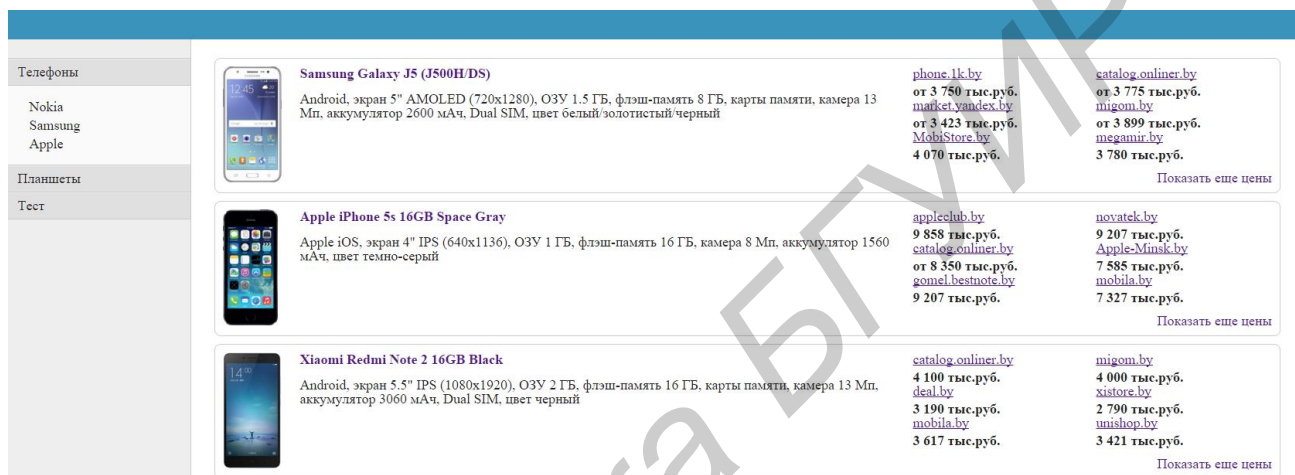 Телефоны
Nokia
Samsung
Apple
Планшеты
Тест
Samsung Galaxy J5 (J500H/DS)
Android, экран 5" AMOLED (720x1280), ОЗУ 1.5 ГБ, флэш-память 8 ГБ, карты памяти, камера 13
Мп, аккумулятор 2600 мАч, Dual SIM, цвет белый/золотистый/черный
phone.1k.by catalog.onliner.by
от 3 750 тыс.руб. от 3 775 тыс.руб.
market.yandex.by migom.by
от 3 423 тыс.руб. от 3 899 тыс.руб.
MobiStore.by megamir.by
4 070 тыс.руб. 3 780 тыс.руб.
Показать еще цены
12:45
Apple iPhone 5s 16GB Space Gray
Apple iOS, экран 4" IPS (640x1136), ОЗУ 1 ГБ, флэш-память 16 ГБ, камера 8 Мп, аккумулятор 1560
мАч, цвет темно-серый
appleclub.by novatek.by
9 858 тыс.руб. 9 207 тыс.руб.
catalog.onliner.by Apple-Minsk.by
от 8 350 тыс.руб. 7 585 тыс.руб.
gomel.bestnote.by mobila.by
9 207 тыс.руб. 7 327 тыс.руб.
Показать еще цены
Xiaomi Redmi Note 2 16GB Black
Android, экран 5.5" IPS (1080x1920), ОЗУ 2 ГБ, флэш-память 16 ГБ, карты памяти, камера 13 Мп,
аккумулятор 3060 мАч, Dual SIM, цвет черный
catalog.onliner.by migom.by
4 100 тыс.руб. 4 000 тыс.руб.
deal.by xistore.by
3 190 тыс.руб. 2 790 тыс.руб.
mobila.by unishop.by
3 617 тыс.руб. 3 421 тыс.руб.
Показать еще цены
БГУИР